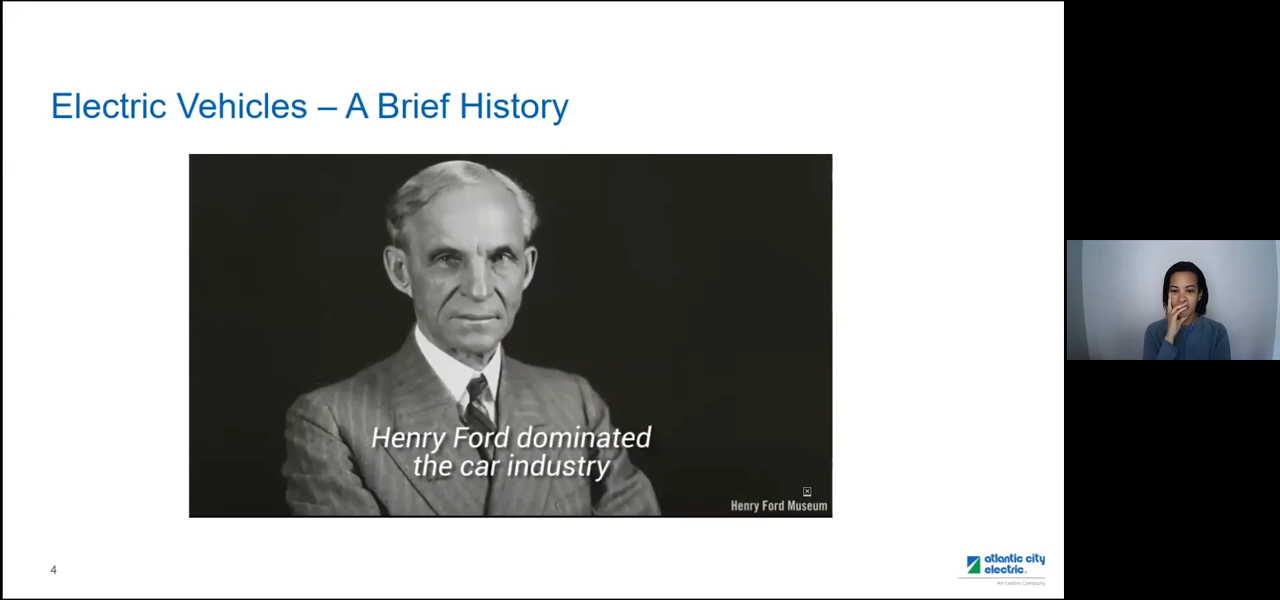 Electric Vehicles – A Brief History
Henry Ford dominated
the car industry
Henry Ford Museum
4
atlantic city
electric.
An Exelon Company